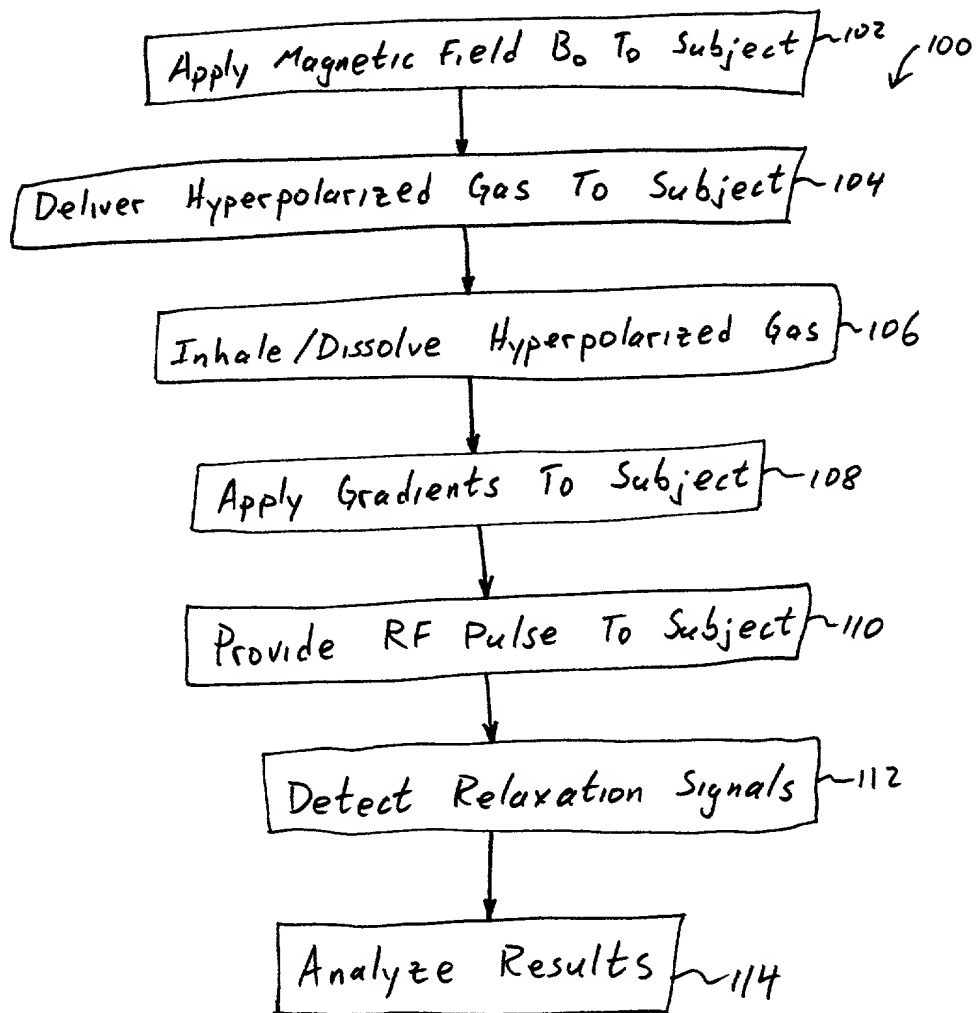 Apply Magnetic Field B₀ To Subject 102
100
Deliver Hyperpolarized Gas To Subject 104
Inhale/Dissolve Hyperpolarized Gas 106
Apply Gradients To Subject 108
Provide RF Pulse To Subject 110
Detect Relaxation Signals 112
Analyze Results 114